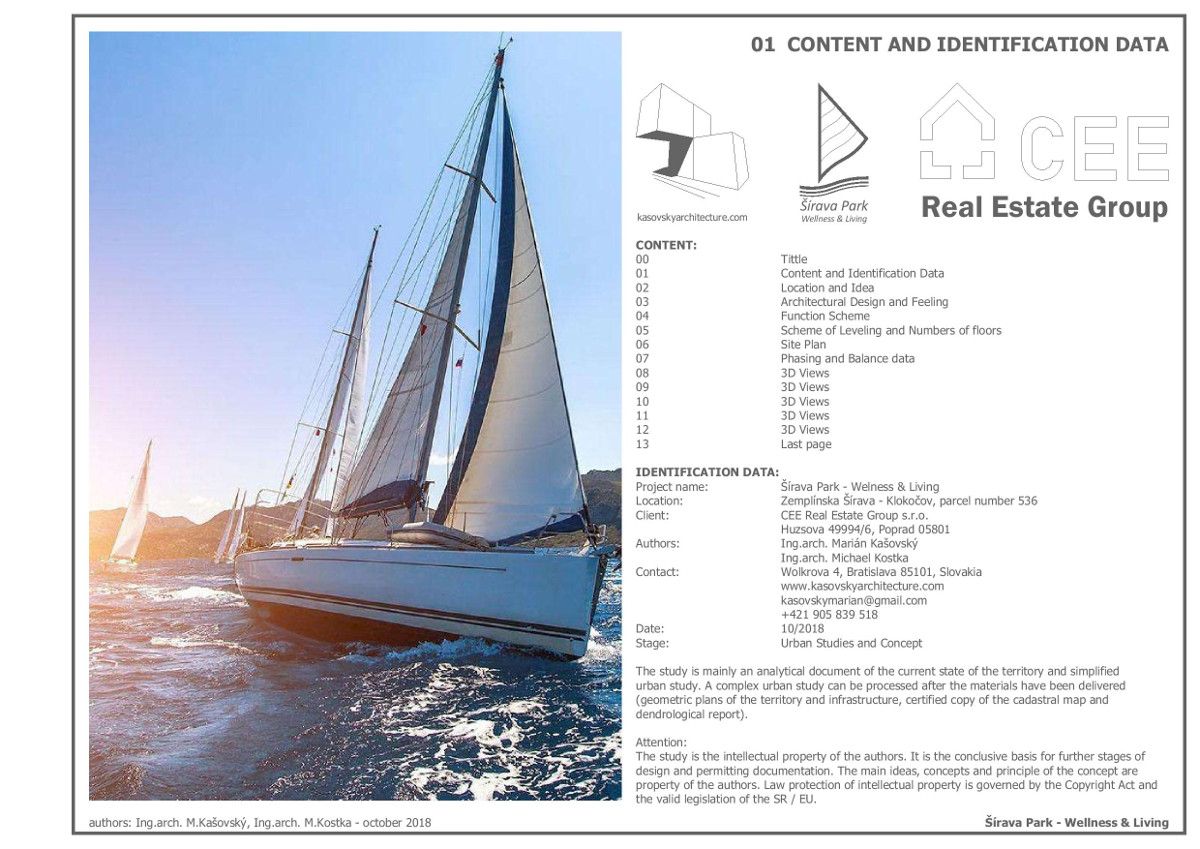 01 CONTENT AND IDENTIFICATION DATA
kasovskyarchitecture.com
Šírava Park
Wellness & Living
CEE
Real Estate Group
CONTENT:
00 Tittle
01 Content and Identification Data
02 Location and Idea
03 Architectural Design and Feeling
04 Function Scheme
05 Scheme of Leveling and Numbers of floors
06 Site Plan
07 Phasing and Balance data
08 3D Views
09 3D Views
10 3D Views
11 3D Views
12 3D Views
13 Last page
IDENTIFICATION DATA:
Project name: Šírava Park - Welness & Living
Location: Zemplínska Šírava - Klokočov, parcel number 536
Client: CEE Real Estate Group s.r.o.
Huzsova 49994/6, Poprad 05801
Authors: Ing.arch. Marián Kašovský
Ing.arch. Michael Kostka
Contact: Wolkrova 4, Bratislava 85101, Slovakia
www.kasovskyarchitecture.com
kasovskymarian@gmail.com
+421 905 839 518
Date: 10/2018
Stage: Urban Studies and Concept
The study is mainly an analytical document of the current state of the territory and simplified
urban study. A complex urban study can be processed after the materials have been delivered
(geometric plans of the territory and infrastructure, certified copy of the cadastral map and
dendrological report).
Attention:
The study is the intellectual property of the authors. It is the conclusive basis for further stages of
design and permitting documentation. The main ideas, concepts and principle of the concept are
property of the authors. Law protection of intellectual property is governed by the Copyright Act and
the valid legislation of the SR / EU.
authors: Ing.arch. M.Kašovský, Ing.arch. M.Kostka - october 2018
Šírava Park - Wellness & Living